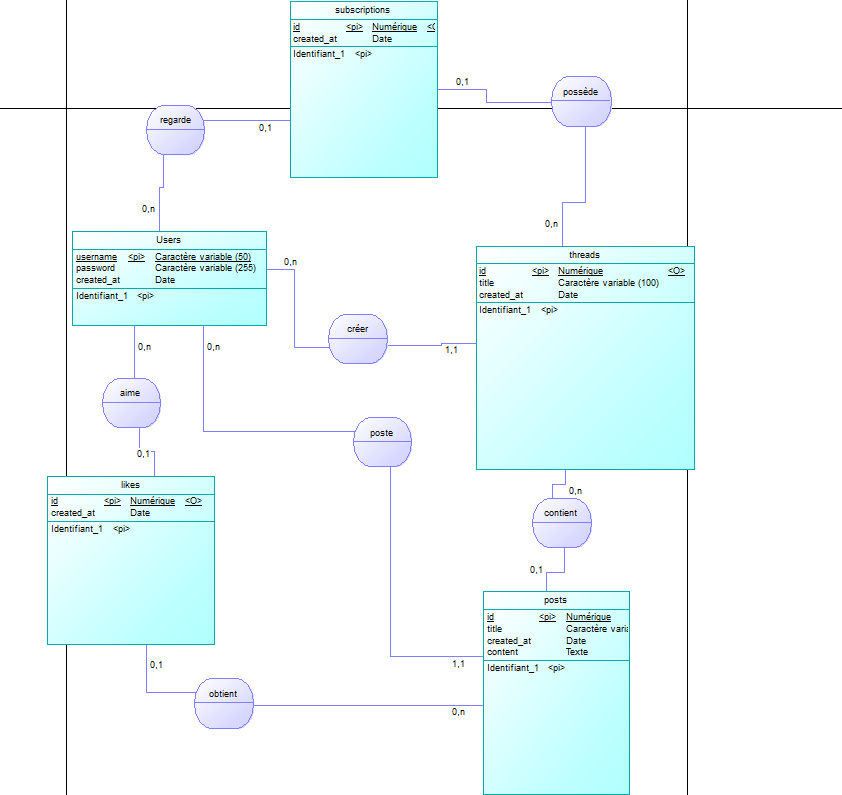 subscriptions
id <pi> Numérique
created_at Date
Identifiant_1 <pi>
0,1
possède
regarde
0,1
0,n
0,n
Users
username <pi> Caractère variable (50)
password Caractère variable (255)
created_at Date
Identifiant_1 <pi>
0,n
threads
id <pi> Numérique <O>
title Caractère variable (100)
created_at Date
Identifiant_1 <pi>
créer
1,1
0,n
0,n
aime
poste
0,1
likes
id <pi> Numérique <O>
created_at Date
Identifiant_1 <pi>
0,n
contient
0,1
posts
id <pi> Numérique
title Caractère varia
created_at Date
content Texte
Identifiant_1 <pi>
1,1
0,1
obtient
0,n